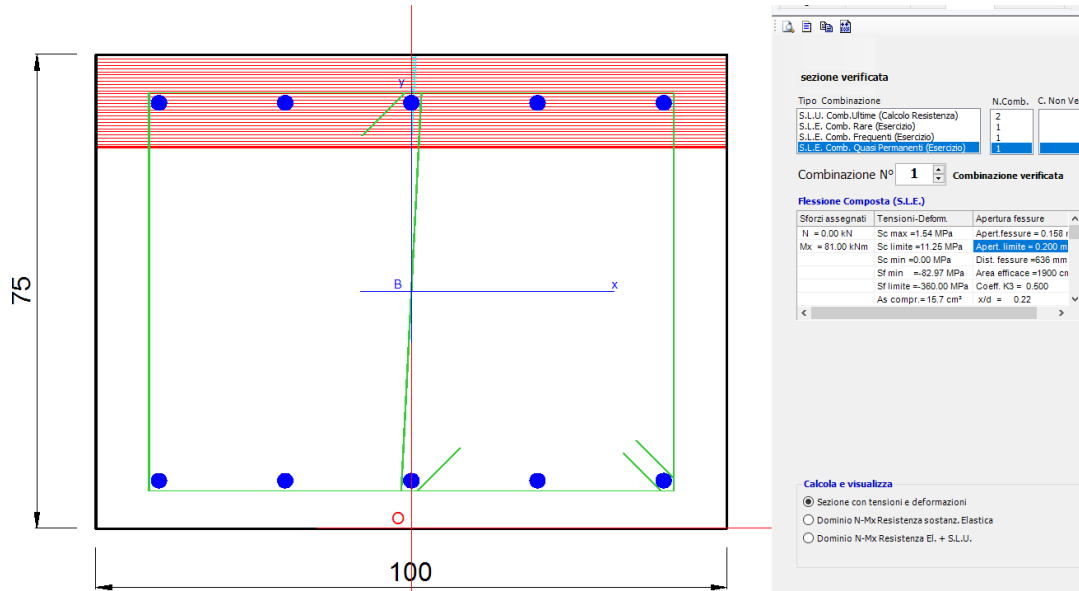 sezione verificata
Tipo Combinazione N.Comb. C. Non Ve
S.L.U. Comb.Ultime (Calcolo Resistenza) 2
S.L.E. Comb. Rare (Esercizio) 1
S.L.E. Comb. Frequenti (Esercizio) 1
S.L.E. Comb. Quasi Permanenti (Esercizio) 1
Combinazione N° 1 Combinazione verificata
Flessione Composta (S.L.E.)
Sforzi assegnati Tensioni-Deform. Apertura fessure
N = 0.00 kN Sc max =1.54 MPa Apert.fessure = 0.158
Mx = 81.00 kNm Sc limite =11.25 MPa Apert. limite = 0.200 m
Sc min =0.00 MPa Dist. fessure =636 mm
Sf min =-82.97 MPa Area efficace =1900 cm
Sf limite =-360.00 MPa Coeff. K3 = 0.500
As compr.= 15.7 cm² x/d = 0.22
Calcola e visualizza
Sezione con tensioni e deformazioni
Dominio N-Mx Resistenza sostanz. Elastica
Dominio N-Mx Resistenza El. + S.L.U.
y
B x
75
O
100